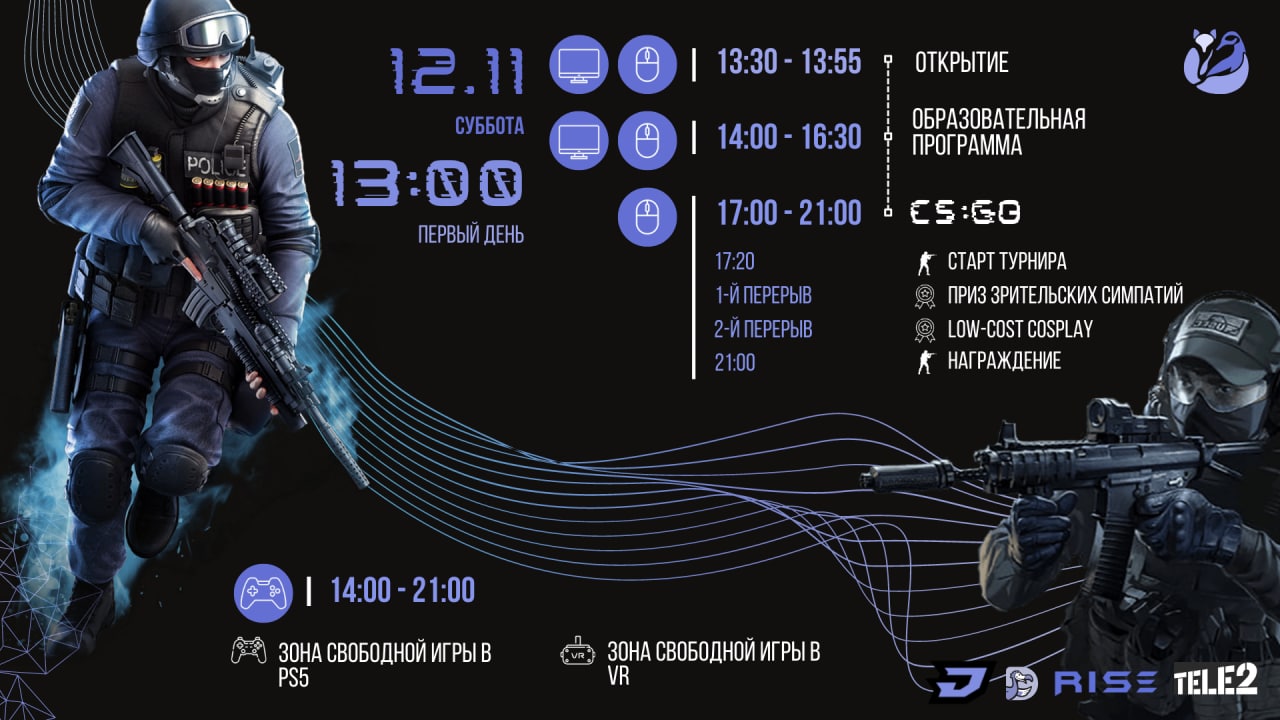 12.11
СУББОТА
13:00
ПЕРВЫЙ ДЕНЬ
13:30 - 13:55
ОТКРЫТИЕ
14:00 - 16:30
ОБРАЗОВАТЕЛЬНАЯ
ПРОГРАММА
17:00 - 21:00
CS:GO
17:20
СТАРТ ТУРНИРА
1-Й ПЕРЕРЫВ
ПРИЗ ЗРИТЕЛЬСКИХ СИМПАТИЙ
2-Й ПЕРЕРЫВ
LOW-COST COSPLAY
21:00
НАГРАЖДЕНИЕ
POLICE
14:00 - 21:00
ЗОНА СВОБОДНОЙ ИГРЫ В
PS5
VR
ЗОНА СВОБОДНОЙ ИГРЫ В
VR
RISE
TELE2